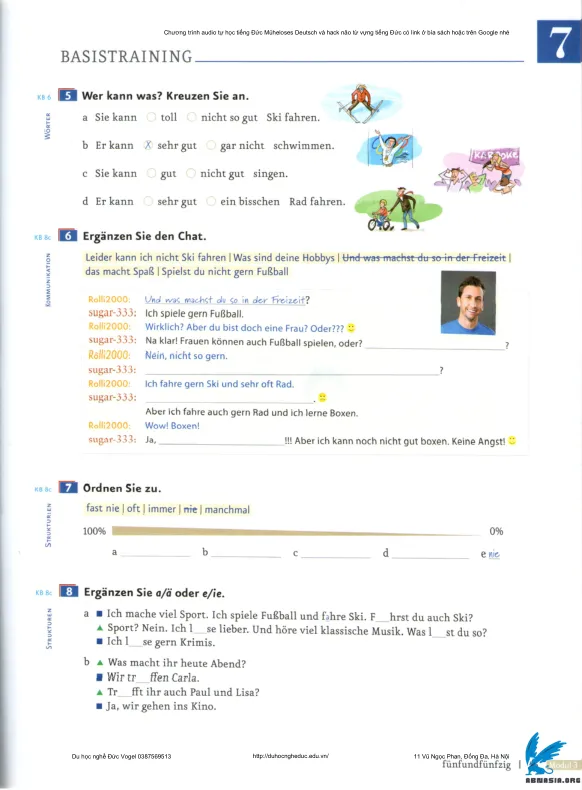 Chương trình audio tự học tiếng Đức Müheloses Deutsch và hack não từ vựng tiếng Đức có link ở bìa sách hoặc trên Google nhé
7
BASISTRAINING
KB 6
5 Wer kann was? Kreuzen Sie an.
WÖRTER
a Sie kann ○ toll ○ nicht so gut Ski fahren.
b Er kann ☒ sehr gut ○ gar nicht schwimmen.
c Sie kann ○ gut ○ nicht gut singen.
d Er kann ○ sehr gut ○ ein bisschen Rad fahren.
KARAOKE
KB 8c
6 Ergänzen Sie den Chat.
KOMMUNIKATION
Leider kann ich nicht Ski fahren | Was sind deine Hobbys | Und was machst du so in der Freizeit |
das macht Spaß | Spielst du nicht gern Fußball
Rolli2000: Und was machst du so in der Freizeit?
sugar-333: Ich spiele gern Fußball.
Rolli2000: Wirklich? Aber du bist doch eine Frau? Oder???
sugar-333: Na klar! Frauen können auch Fußball spielen, oder? ____________?
Rolli2000: Nein, nicht so gern.
sugar-333: ____________?
Rolli2000: Ich fahre gern Ski und sehr oft Rad.
sugar-333: ____________.
Aber ich fahre auch gern Rad und ich lerne Boxen.
Rolli2000: Wow! Boxen!
sugar-333: Ja, ____________!!! Aber ich kann noch nicht gut boxen. Keine Angst!
KB 8c
7 Ordnen Sie zu.
STRUKTUREN
fast nie | oft | immer | nie | manchmal
100% 0%
a ____ b ____ c ____ d ____ e nie
KB 8c
8 Ergänzen Sie a/ä oder e/ie.
STRUKTUREN
a ■ Ich mache viel Sport. Ich spiele Fußball und fahre Ski. F__hrst du auch Ski?
▲ Sport? Nein. Ich l__se lieber. Und höre viel klassische Musik. Was l__st du so?
■ Ich l__se gern Krimis.
b ▲ Was macht ihr heute Abend?
■ Wir tr__ffen Carla.
▲ Tr__fft ihr auch Paul und Lisa?
■ Ja, wir gehen ins Kino.
Du học nghề Đức Vogel 0387569513 http://duhocngheduc.edu.vn/ 11 Vũ Ngọc Phan, Đống Đa, Hà Nội
fünfundfünfzig | Modul 3